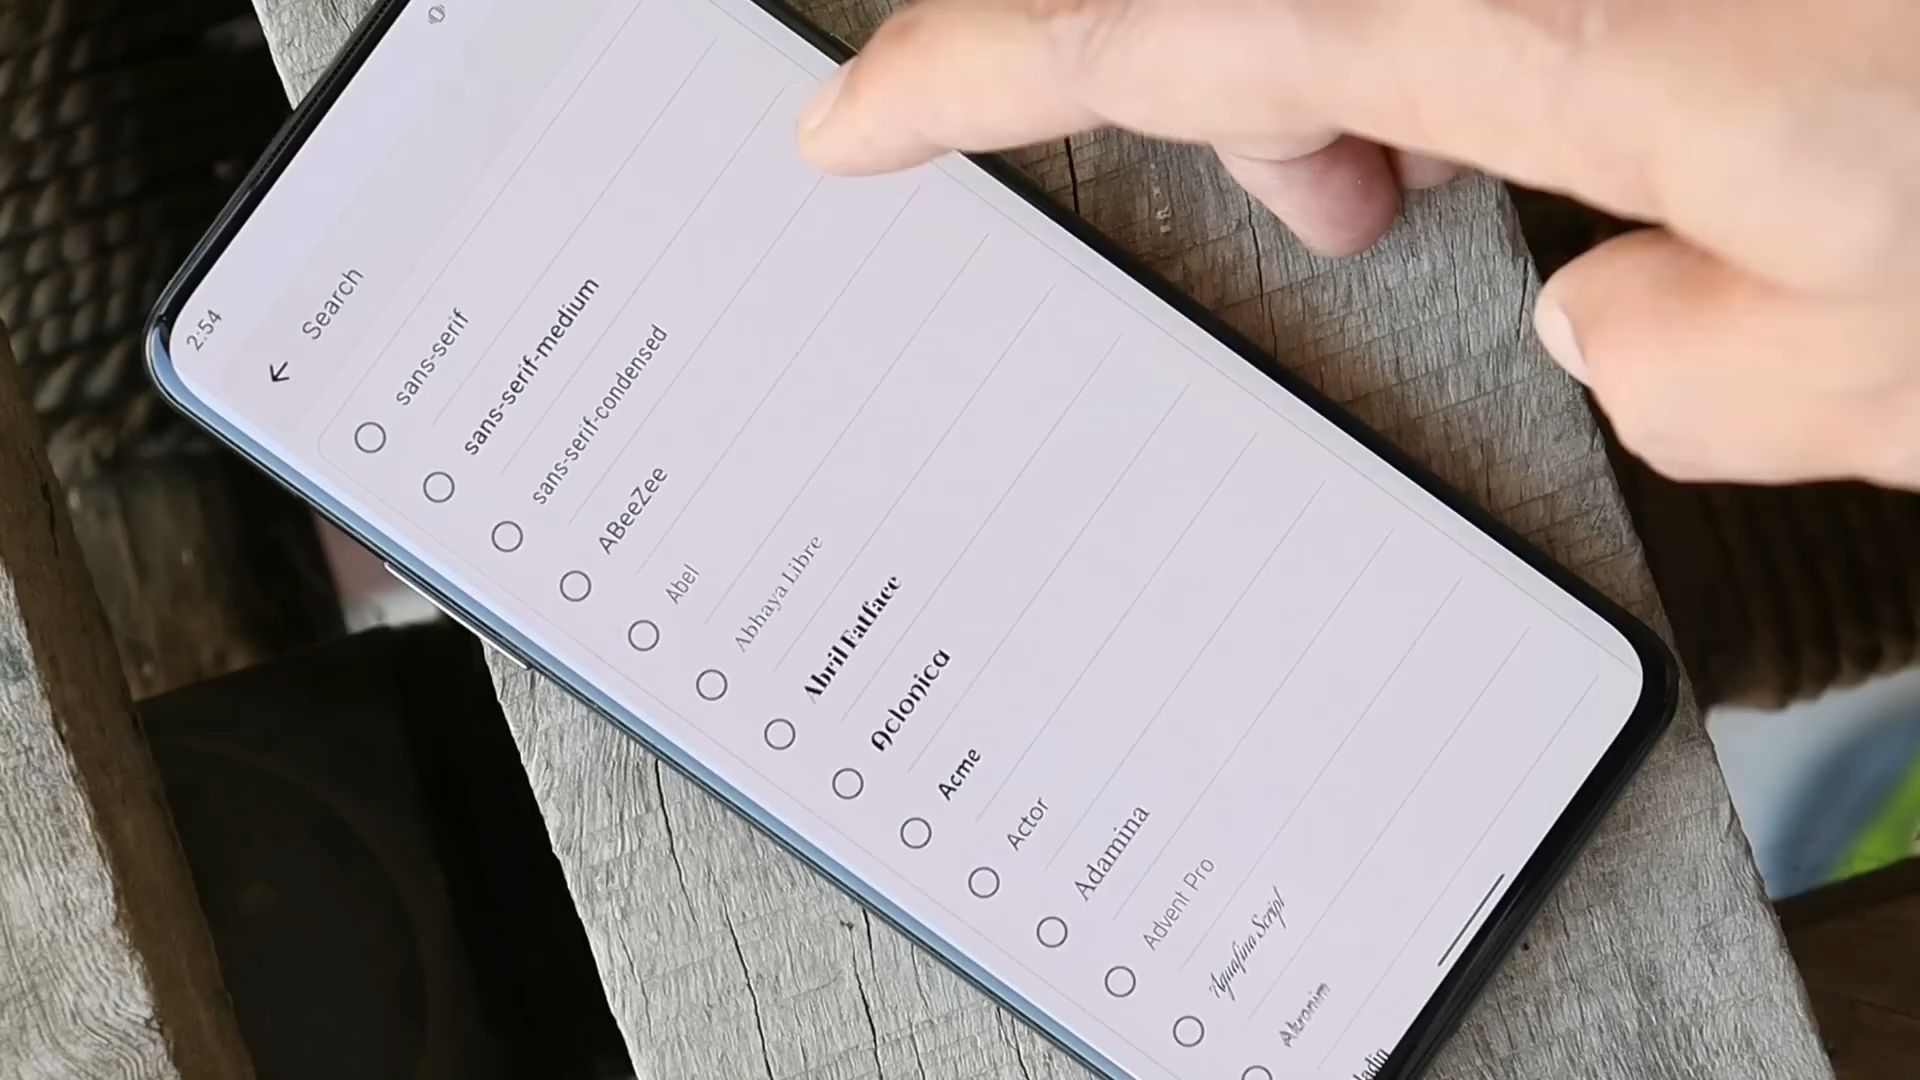 2:54
Search
sans-serif
sans-serif-medium
sans-serif-condensed
ABeeZee
Abel
Abhaya Libre
Abril Fatface
Aclonica
Acme
Actor
Adamina
Advent Pro
Aguafina Script
Akronim